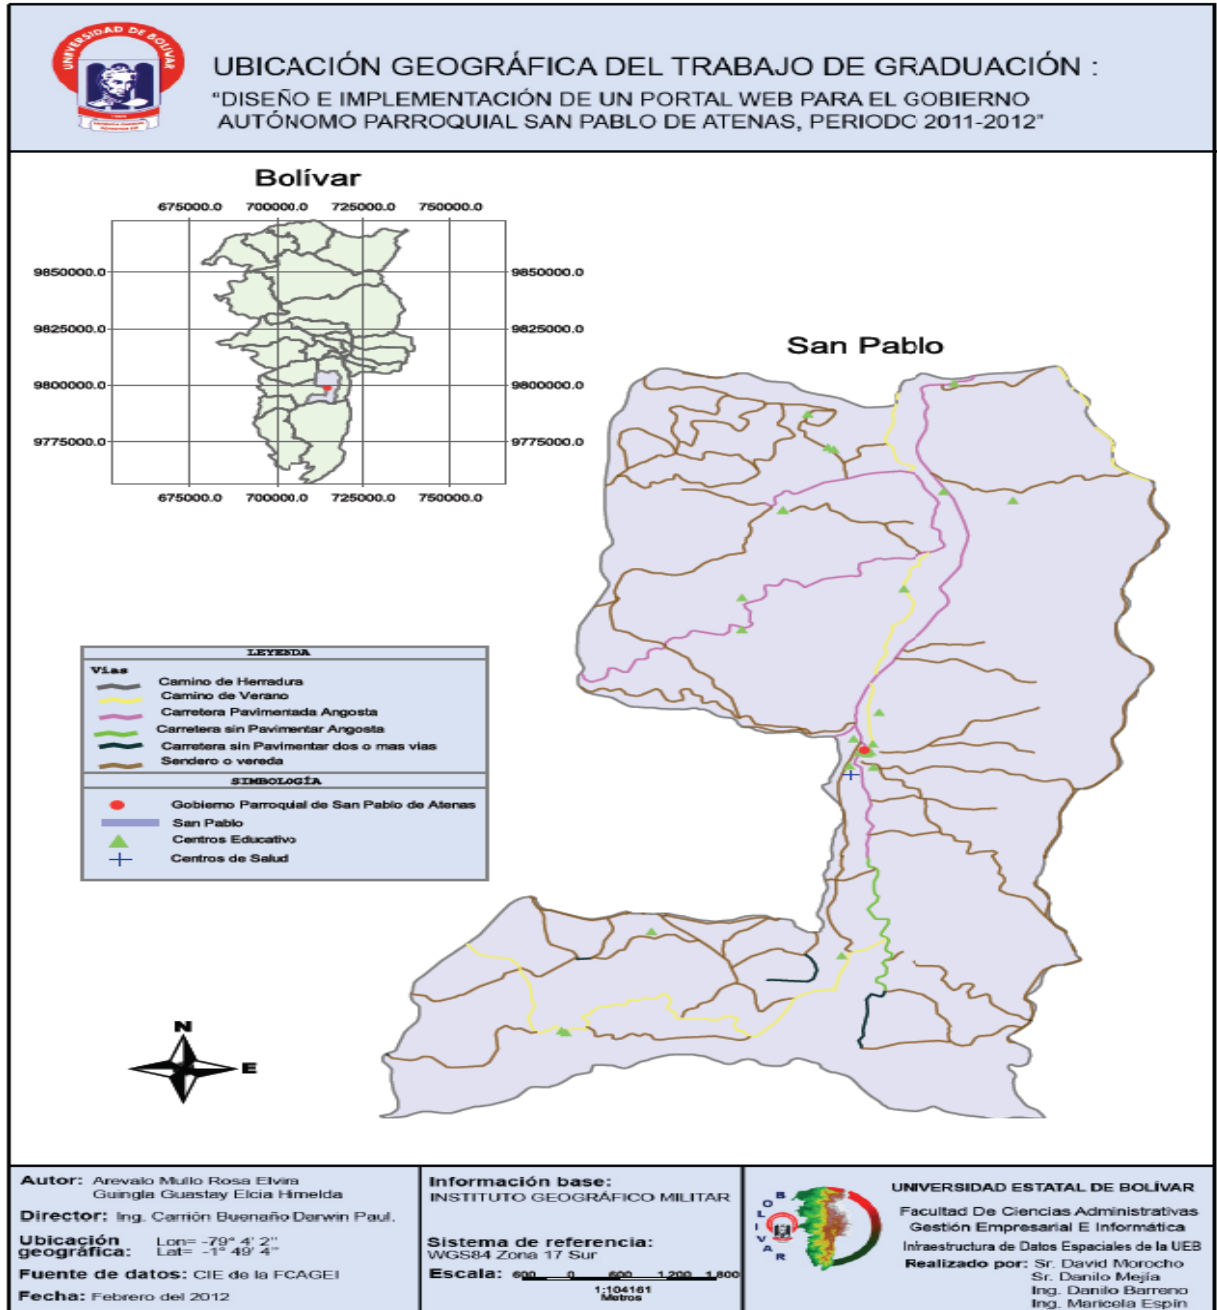 UNIVERSIDAD DE BOLIVAR
UBICACIÓN GEOGRÁFICA DEL TRABAJO DE GRADUACIÓN :
"DISEÑO E IMPLEMENTACIÓN DE UN PORTAL WEB PARA EL GOBIERNO
AUTÓNOMO PARROQUIAL SAN PABLO DE ATENAS, PERIODO 2011-2012"
Bolívar
675000.0 700000.0 725000.0 750000.0
9850000.0 9850000.0
9825000.0 9825000.0
9800000.0 9800000.0
9775000.0 9775000.0
675000.0 700000.0 725000.0 750000.0
San Pablo
LEYENDA
Vías
Camino de Herradura
Camino de Verano
Carretera Pavimentada Angosta
Carretera sin Pavimentar Angosta
Carretera sin Pavimentar dos o mas vias
Sendero o vereda
SIMBOLOGÍA
Gobierno Parroquial de San Pablo de Atenas
San Pablo
Centros Educativo
Centros de Salud
N
E
Autor: Arevalo Mullo Rosa Elvira
Guingla Guastay Elcia Himelda
Director: Ing. Carrión Buenaño Darwin Paul.
Ubicación geográfica: Lon= -79° 4' 2"
Lat= -1° 49' 4"
Fuente de datos: CIE de la FCAGEI
Fecha: Febrero del 2012
Información base:
INSTITUTO GEOGRÁFICO MILITAR
Sistema de referencia:
WGS84 Zona 17 Sur
Escala: 600 0 600 1.200 1.800
1:104161
Metros
BOLIVAR
UNIVERSIDAD ESTATAL DE BOLÍVAR
Facultad De Ciencias Administrativas
Gestión Empresarial E Informática
Infraestructura de Datos Espaciales de la UEB
Realizado por: Sr. David Morocho
Sr. Danilo Mejía
Ing. Danilo Barreno
Ing. Maricela Espín